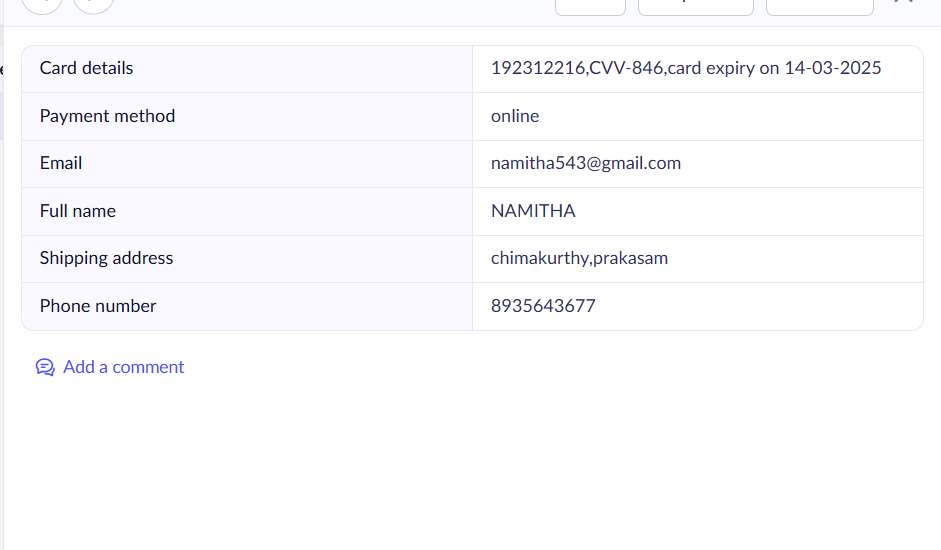 Card details 192312216,CVV-846,card expiry on 14-03-2025
Payment method online
Email namitha543@gmail.com
Full name NAMITHA
Shipping address chimakurthy,prakasam
Phone number 8935643677
Add a comment